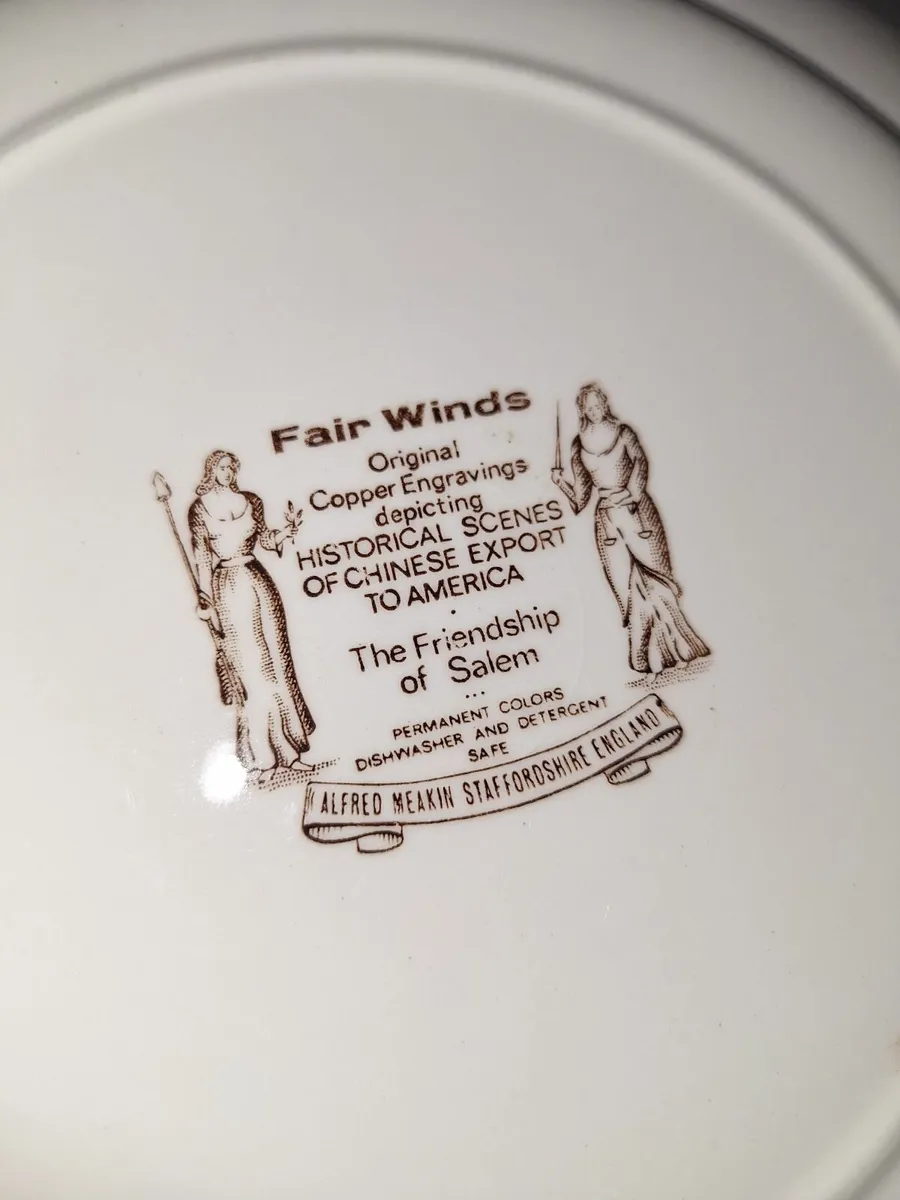 Fair Winds
Original
Copper Engravings
depicting
HISTORICAL SCENES
OF CHINESE EXPORT
TO AMERICA
The Friendship
of Salem
...
PERMANENT COLORS
DISHWASHER AND DETERGENT
SAFE
ALFRED MEAKIN STAFFORDSHIRE ENGLAND